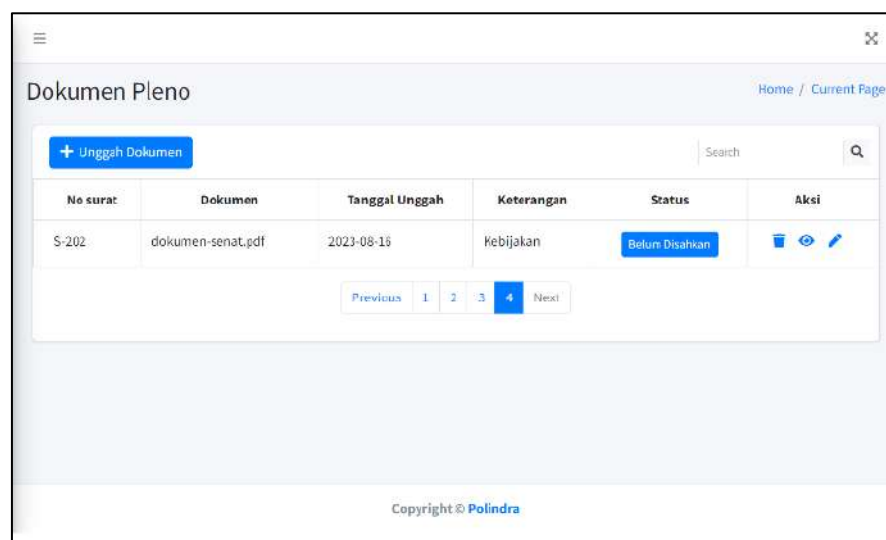 Dokumen Pleno
Home / Current Page
+ Unggah Dokumen
Search
No surat Dokumen Tanggal Unggah Keterangan Status Aksi
S-202 dokumen-senat.pdf 2023-08-16 Kebijakan Belum Disahkan
Previous 1 2 3 4 Next
Copyright © Polindra